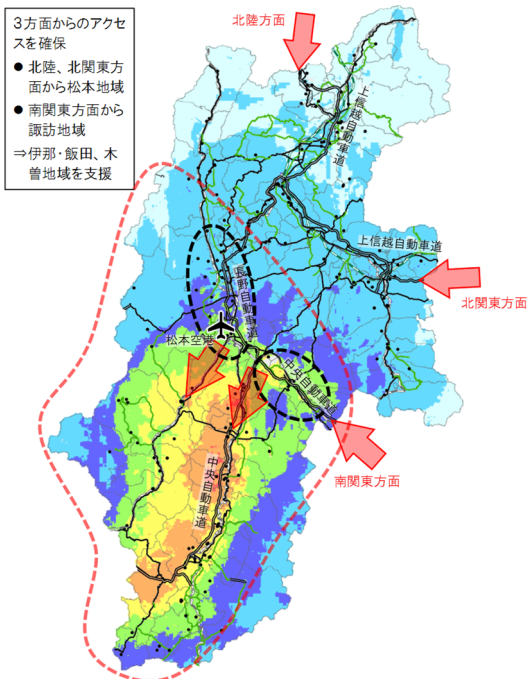 3方面からのアクセ
スを確保
● 北陸、北関東方
面から松本地域
● 南関東方面から
諏訪地域
⇒伊那・飯田、木
曽地域を支援
北陸方面
上信越自動車道
上信越自動車道
北関東方面
長野自動車道
松本空港
中央自動車道
南関東方面
中央自動車道